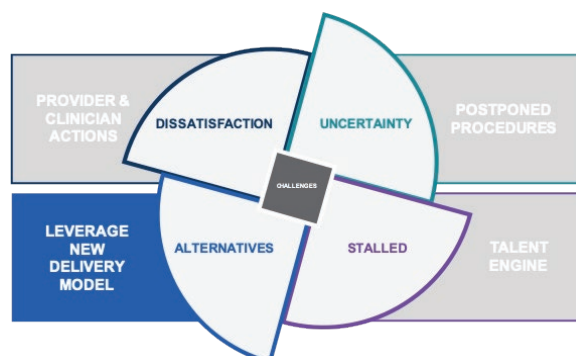 PROVIDER &
CLINICIAN
ACTIONS
DISSATISFACTION
UNCERTAINTY
POSTPONED
PROCEDURES
CHALLENGES
LEVERAGE
NEW
DELIVERY
MODEL
ALTERNATIVES
STALLED
TALENT
ENGINE